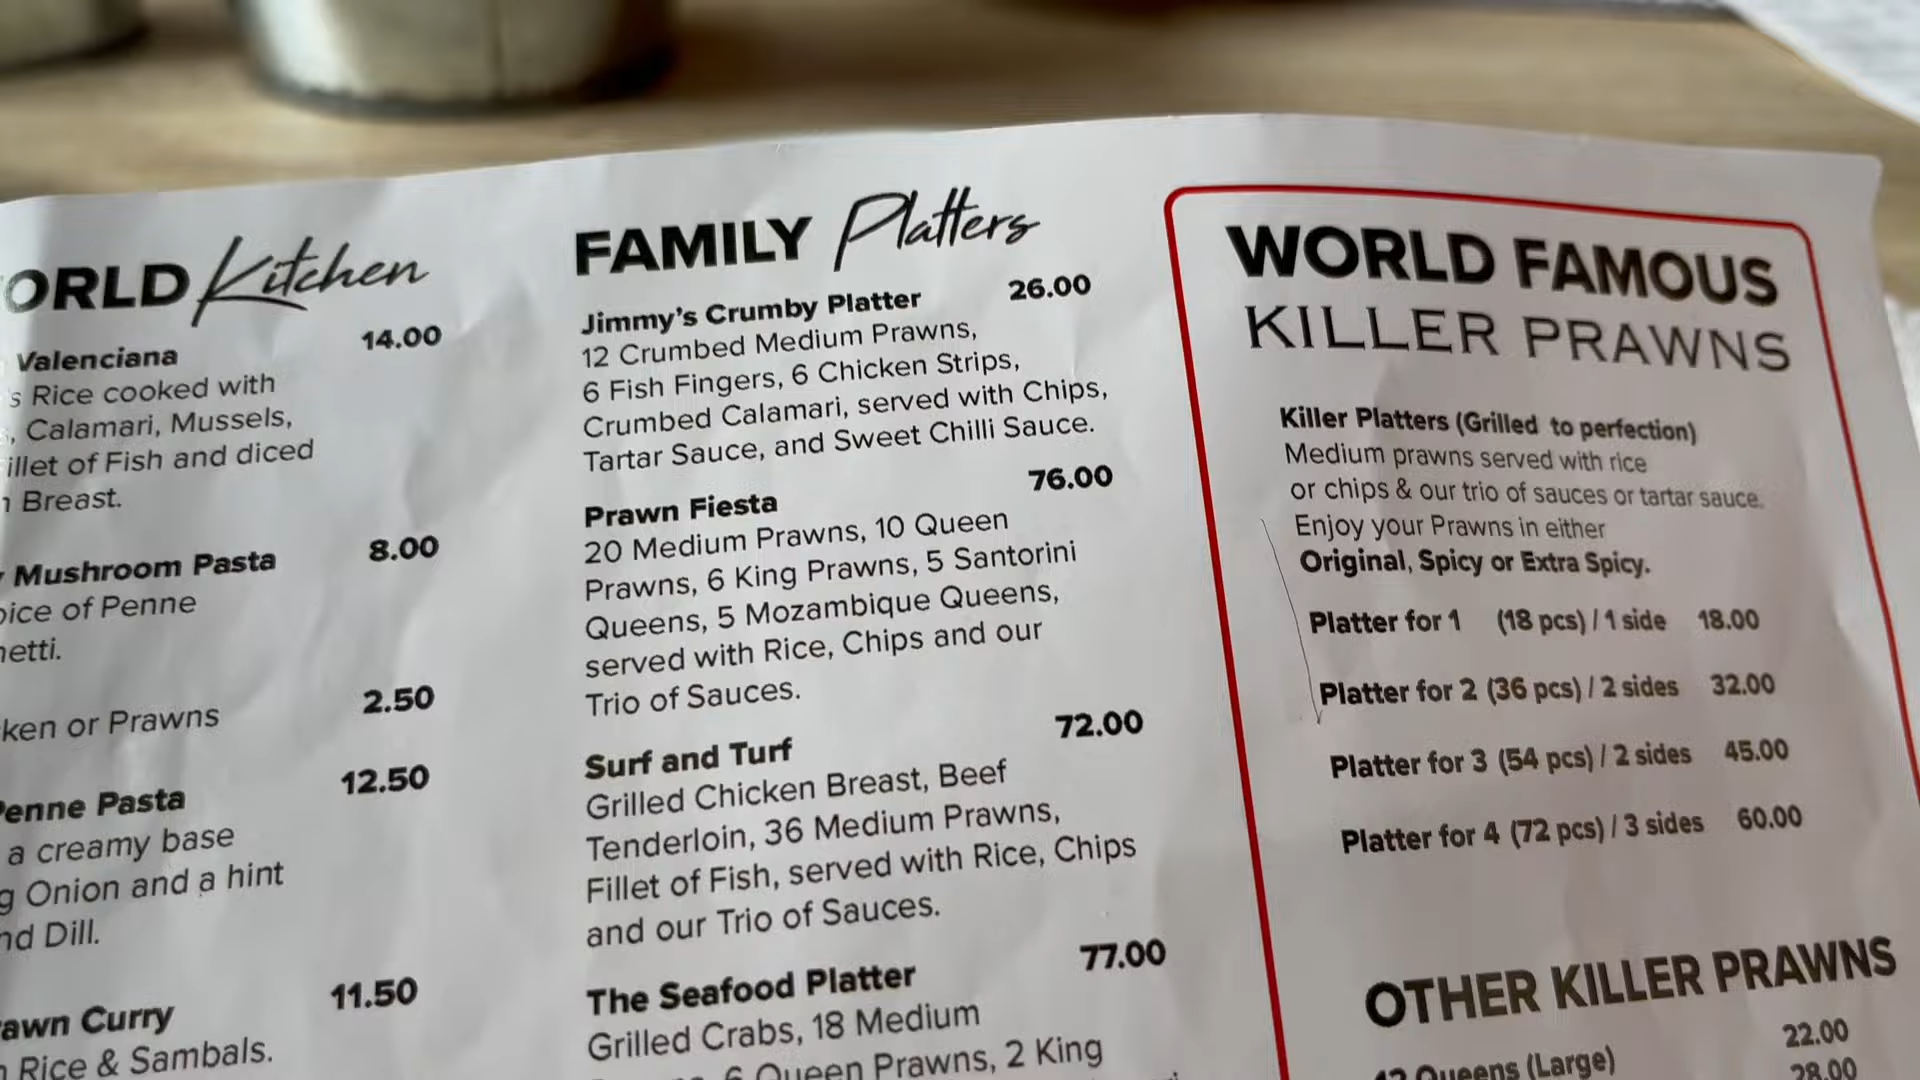 ORLD Kitchen
Valenciana 14.00
s Rice cooked with
, Calamari, Mussels,
illet of Fish and diced
Breast.
Mushroom Pasta 8.00
oice of Penne
etti.
ken or Prawns 2.50
Penne Pasta 12.50
a creamy base
g Onion and a hint
nd Dill.
awn Curry 11.50
Rice & Sambals.
FAMILY Platters
Jimmy's Crumby Platter 26.00
12 Crumbed Medium Prawns,
6 Fish Fingers, 6 Chicken Strips,
Crumbed Calamari, served with Chips,
Tartar Sauce, and Sweet Chilli Sauce.
Prawn Fiesta 76.00
20 Medium Prawns, 10 Queen
Prawns, 6 King Prawns, 5 Santorini
Queens, 5 Mozambique Queens,
served with Rice, Chips and our
Trio of Sauces.
Surf and Turf 72.00
Grilled Chicken Breast, Beef
Tenderloin, 36 Medium Prawns,
Fillet of Fish, served with Rice, Chips
and our Trio of Sauces.
The Seafood Platter 77.00
Grilled Crabs, 18 Medium
6 Queen Prawns, 2 King
WORLD FAMOUS
KILLER PRAWNS
Killer Platters (Grilled to perfection)
Medium prawns served with rice
or chips & our trio of sauces or tartar sauce.
Enjoy your Prawns in either
Original, Spicy or Extra Spicy.
Platter for 1 (18 pcs) / 1 side 18.00
Platter for 2 (36 pcs) / 2 sides 32.00
Platter for 3 (54 pcs) / 2 sides 45.00
Platter for 4 (72 pcs) / 3 sides 60.00
OTHER KILLER PRAWNS
12 Queens (Large) 22.00
28.00